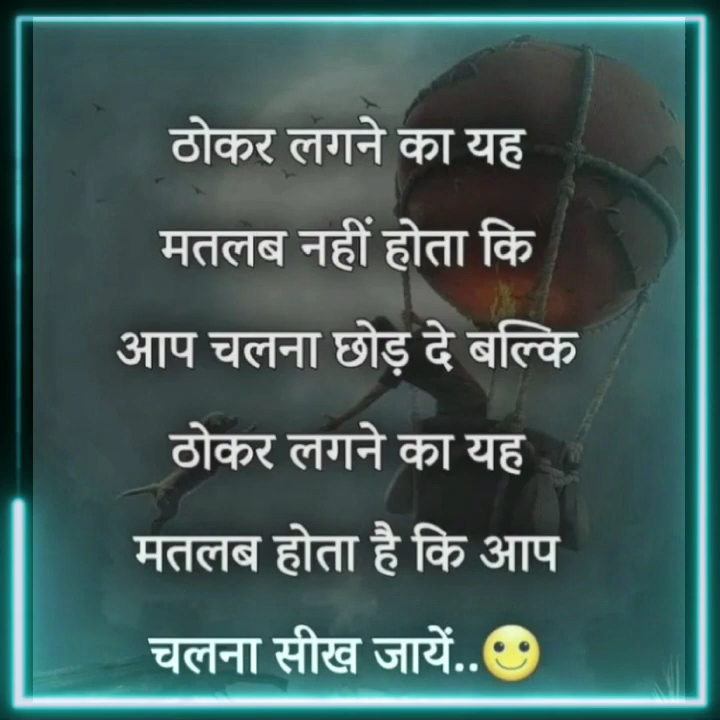 ठोकर लगने का यह
मतलब नहीं होता कि
आप चलना छोड़ दे बल्कि
ठोकर लगने का यह
मतलब होता है कि आप
चलना सीख जायें..🙂